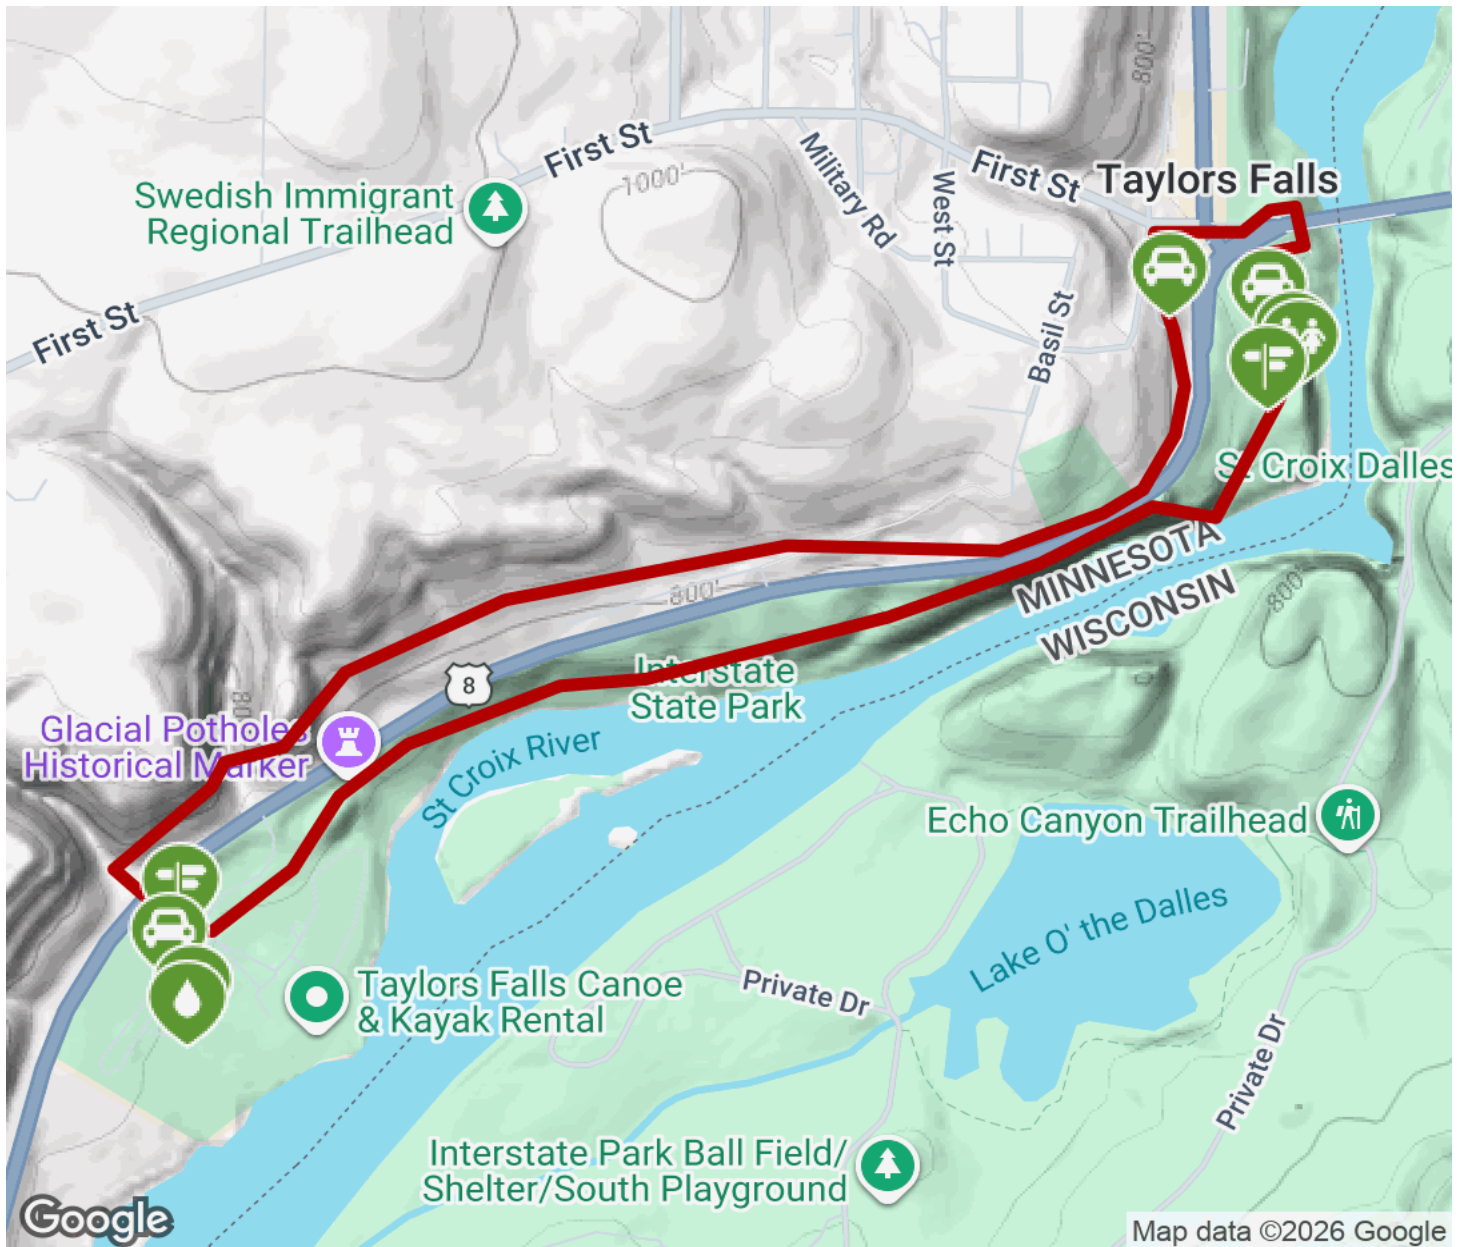 800'
First St
Military Rd
West St
First St
Taylors Falls
1000'
Swedish Immigrant
Regional Trailhead
First St
Basil St
St Croix Dalles
800'
MINNESOTA
WISCONSIN
800'
8
Interstate
State Park
Glacial Potholes
Historical Marker
St Croix River
Echo Canyon Trailhead
Lake O' the Dalles
Taylors Falls Canoe
& Kayak Rental
Private Dr
Private Dr
Interstate Park Ball Field/
Shelter/South Playground
Google
Map data ©2026 Google